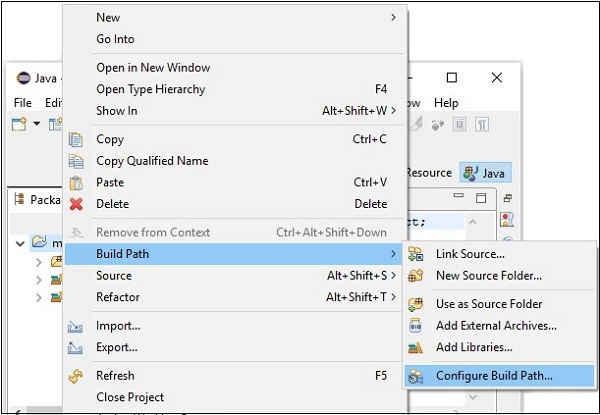 New
Go Into
Open in New Window
Open Type Hierarchy F4
Show In Alt+Shift+W >
Copy Ctrl+C
Copy Qualified Name
Paste Ctrl+V
Delete Delete
Remove from Context Ctrl+Alt+Shift+Down
Build Path >
Source Alt+Shift+S >
Refactor Alt+Shift+T >
Import...
Export...
Refresh F5
Close Project
Java -
File Help
Resource Java
ct;
Link Source...
New Source Folder...
Use as Source Folder
Add External Archives...
Add Libraries...
Configure Build Path...